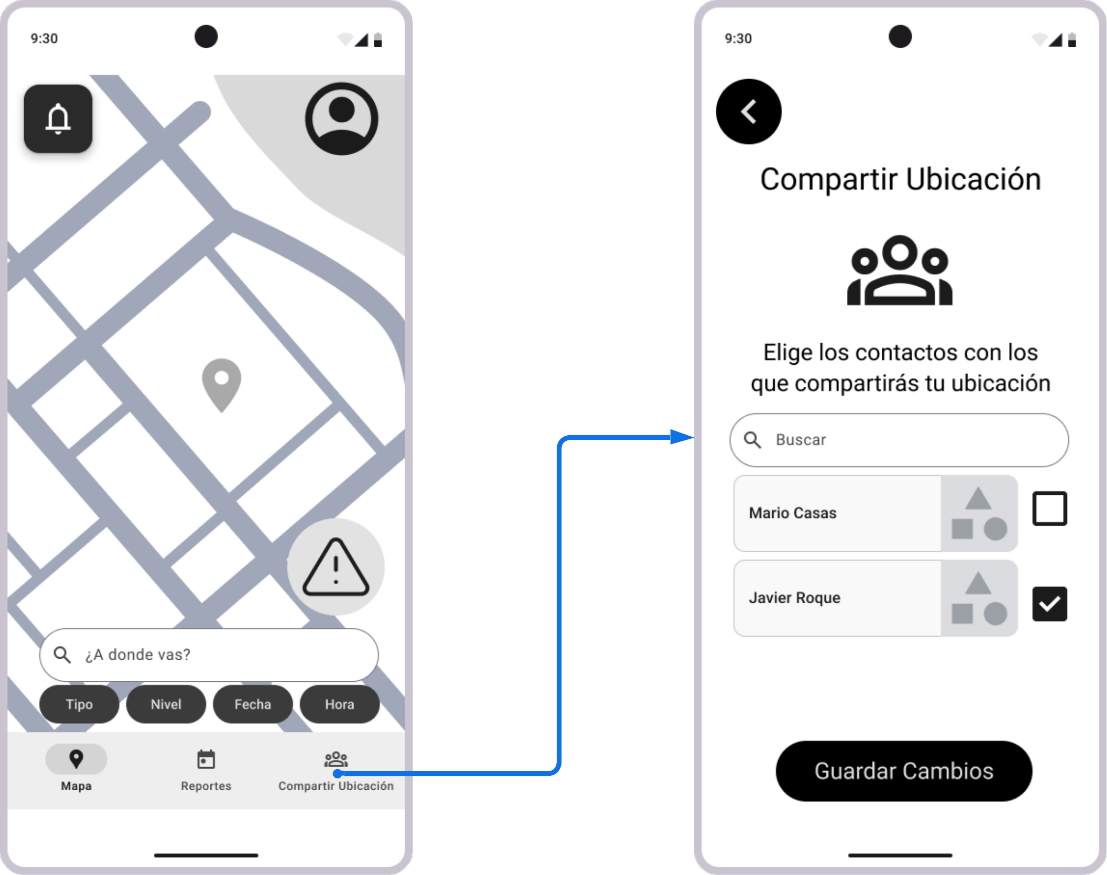 9:30
¿A donde vas?
Tipo
Nivel
Fecha
Hora
Mapa
Reportes
Compartir Ubicación
9:30
Compartir Ubicación
Elige los contactos con los
que compartirás tu ubicación
Buscar
Mario Casas
Javier Roque
Guardar Cambios